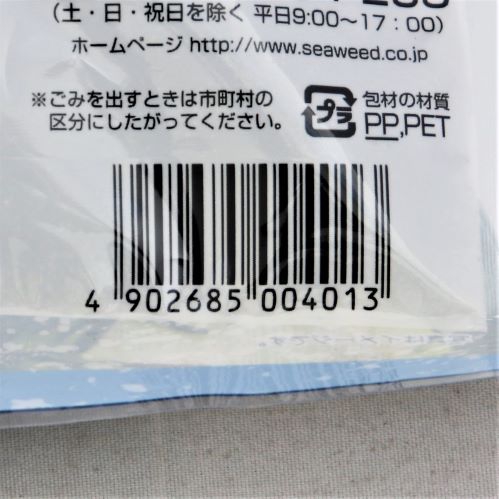 (土・日・祝日を除く 平日9:00〜17:00)
ホームページ http://www.seaweed.co.jp
※ごみを出すときは市町村の
区分にしたがってください。
プラ
包材の材質
PP,PET
4 902685 004013